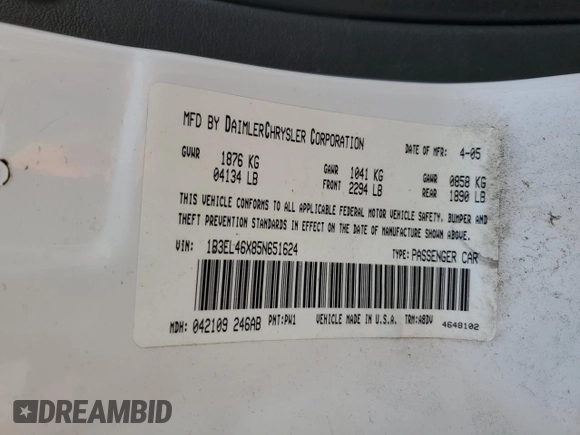 MFD BY DAIMLERCHRYSLER CORPORATION DATE OF MFR: 4-05
GVWR 1876 KG GAWR 1041 KG GAWR 0858 KG
04134 LB FRONT 2294 LB REAR 1890 LB
THIS VEHICLE CONFORMS TO ALL APPLICABLE FEDERAL MOTOR VEHICLE SAFETY, BUMPER AND
THEFT PREVENTION STANDARDS IN EFFECT ON THE DATE OF MANUFACTURE SHOWN ABOVE.
VIN: 1B3EL46X85N651624 TYPE: PASSENGER CAR
MDH: 042109 246AB PNT: PW1 VEHICLE MADE IN U.S.A. TRM: ABDV 4648102
DREAMBID